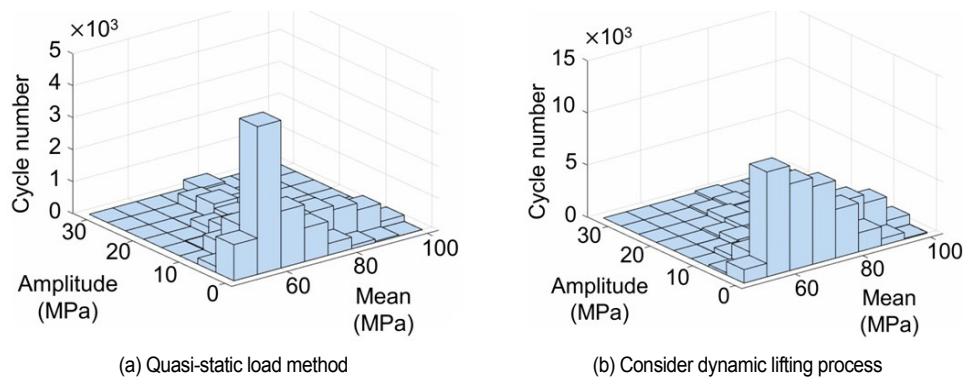 ×10³
5
4
3
2
1
0
Cycle number
30
20
10
0
Amplitude
(MPa)
60
80
100
Mean
(MPa)
(a) Quasi-static load method
×10³
15
10
5
0
Cycle number
30
20
10
0
Amplitude
(MPa)
60
80
100
Mean
(MPa)
(b) Consider dynamic lifting process